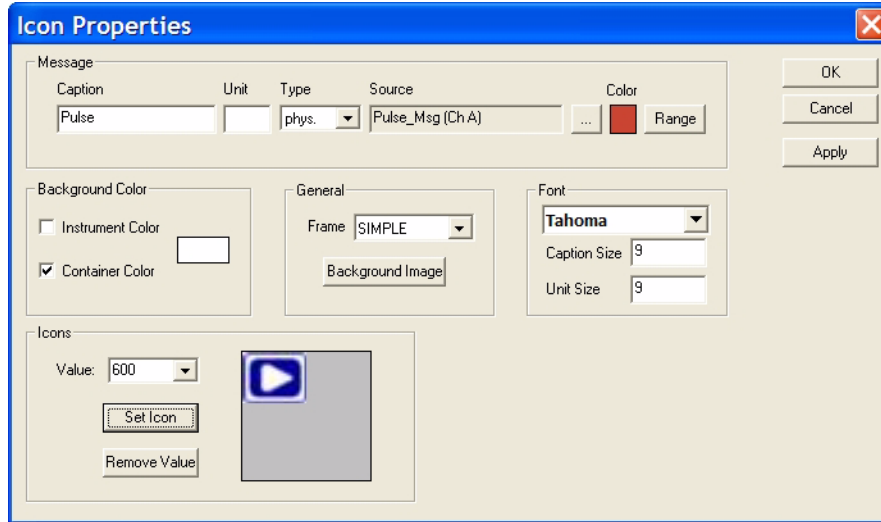 Icon Properties
Message
Caption Unit Type Source Color
Pulse phys. Pulse_Msg (Ch A) ... Range
OK
Cancel
Apply
Background Color
Instrument Color
Container Color
General
Frame SIMPLE
Background Image
Font
Tahoma
Caption Size 9
Unit Size 9
Icons
Value: 600
Set Icon
Remove Value